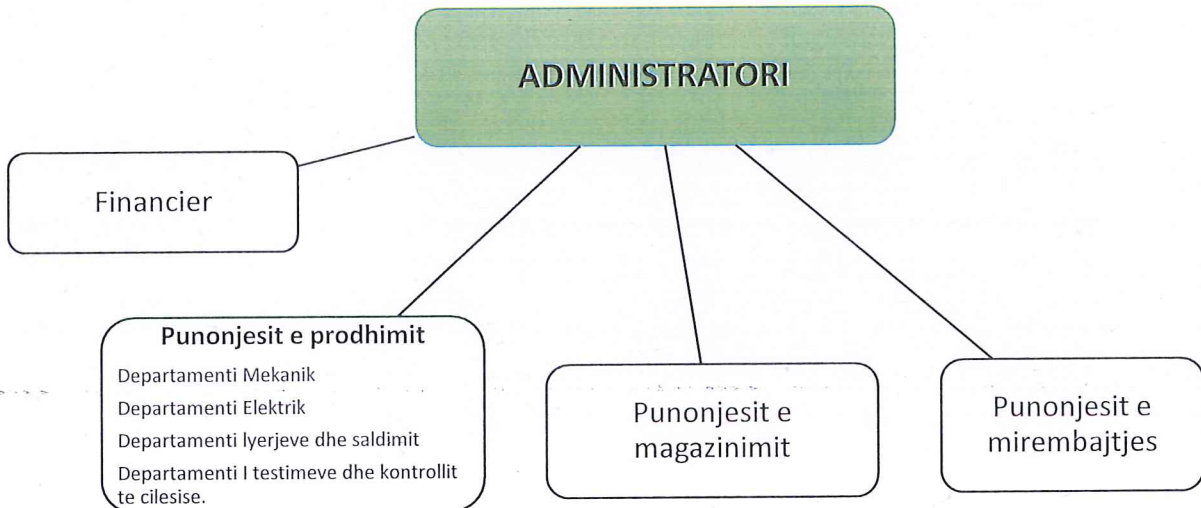 ADMINISTRATORI
Financier
Punonjesit e prodhimit
Departamenti Mekanik
Departamenti Elektrik
Departamenti lyerjeve dhe saldimit
Departamenti I testimeve dhe kontrollit
te cilesise.
Punonjesit e
magazinimit
Punonjesit e
mirembajtjes